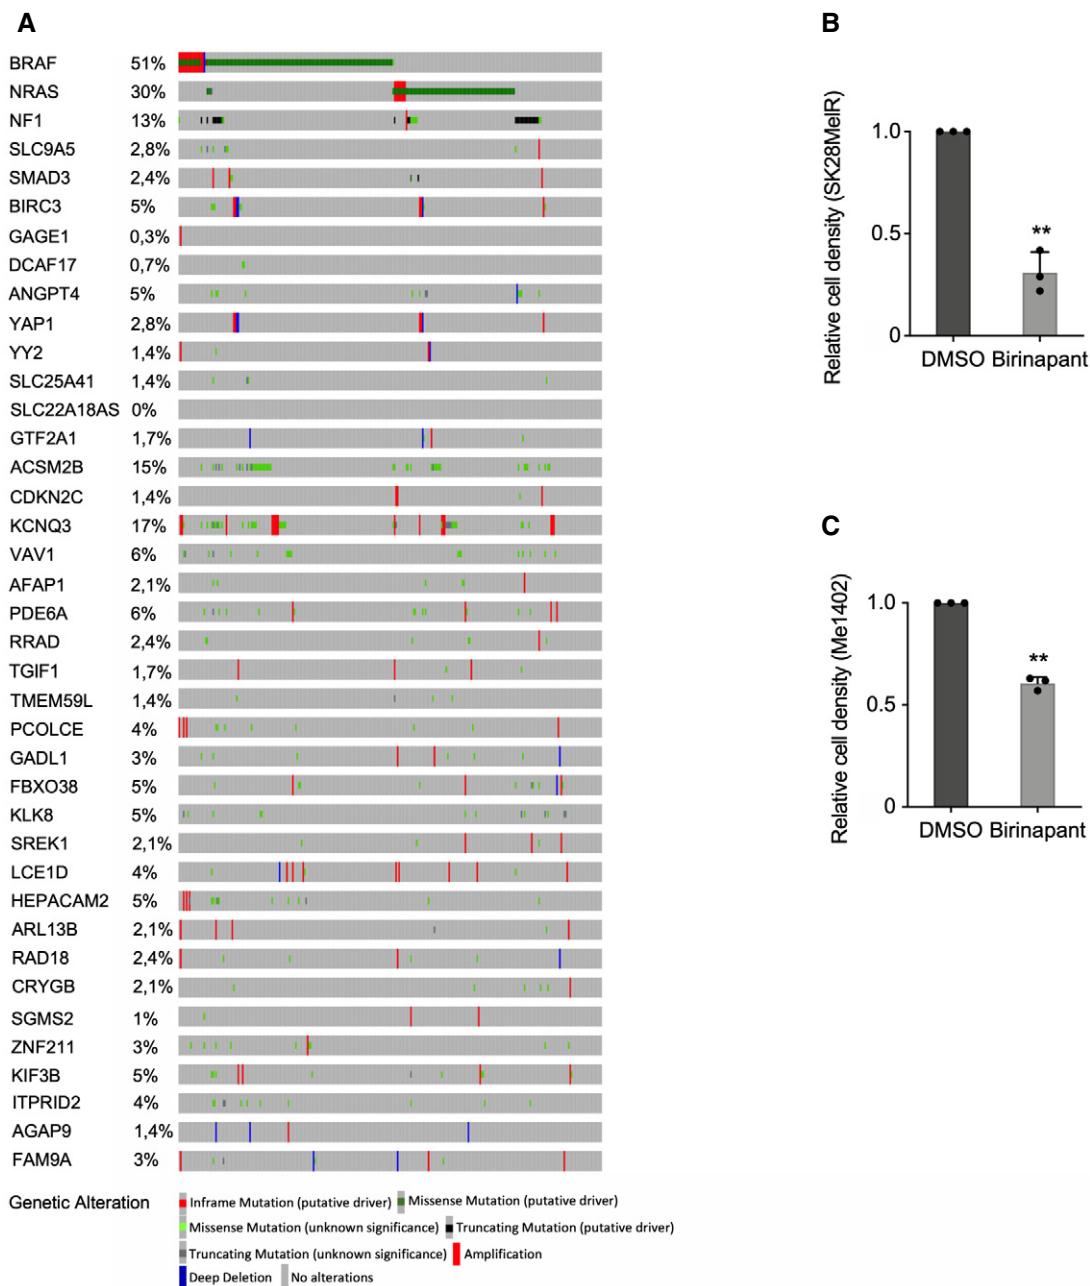 A
BRAF 51%
NRAS 30%
NF1 13%
SLC9A5 2,8%
SMAD3 2,4%
BIRC3 5%
GAGE1 0,3%
DCAF17 0,7%
ANGPT4 5%
YAP1 2,8%
YY2 1,4%
SLC25A41 1,4%
SLC22A18AS 0%
GTF2A1 1,7%
ACSM2B 15%
CDKN2C 1,4%
KCNQ3 17%
VAV1 6%
AFAP1 2,1%
PDE6A 6%
RRAD 2,4%
TGIF1 1,7%
TMEM59L 1,4%
PCOLCE 4%
GADL1 3%
FBXO38 5%
KLK8 5%
SREK1 2,1%
LCE1D 4%
HEPACAM2 5%
ARL13B 2,1%
RAD18 2,4%
CRYGB 2,1%
SGMS2 1%
ZNF211 3%
KIF3B 5%
ITPRID2 4%
AGAP9 1,4%
FAM9A 3%
Genetic Alteration Inframe Mutation (putative driver) Missense Mutation (putative driver)
Missense Mutation (unknown significance) Truncating Mutation (putative driver)
Truncating Mutation (unknown significance) Amplification
Deep Deletion No alterations
B
Relative cell density (SK28MelR)
1.0
0.5
0
**
DMSO Birinapant
C
Relative cell density (Me1402)
1.0
0.5
0
**
DMSO Birinapant